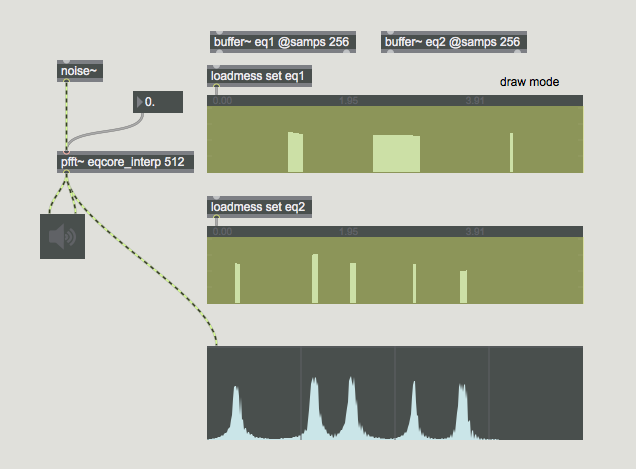 buffer~ eq1 @samps 256
buffer~ eq2 @samps 256
noise~
loadmess set eq1
draw mode
0.
0.00 1.95 3.91
pfft~ eqcore_interp 512
loadmess set eq2
0.00 1.95 3.91